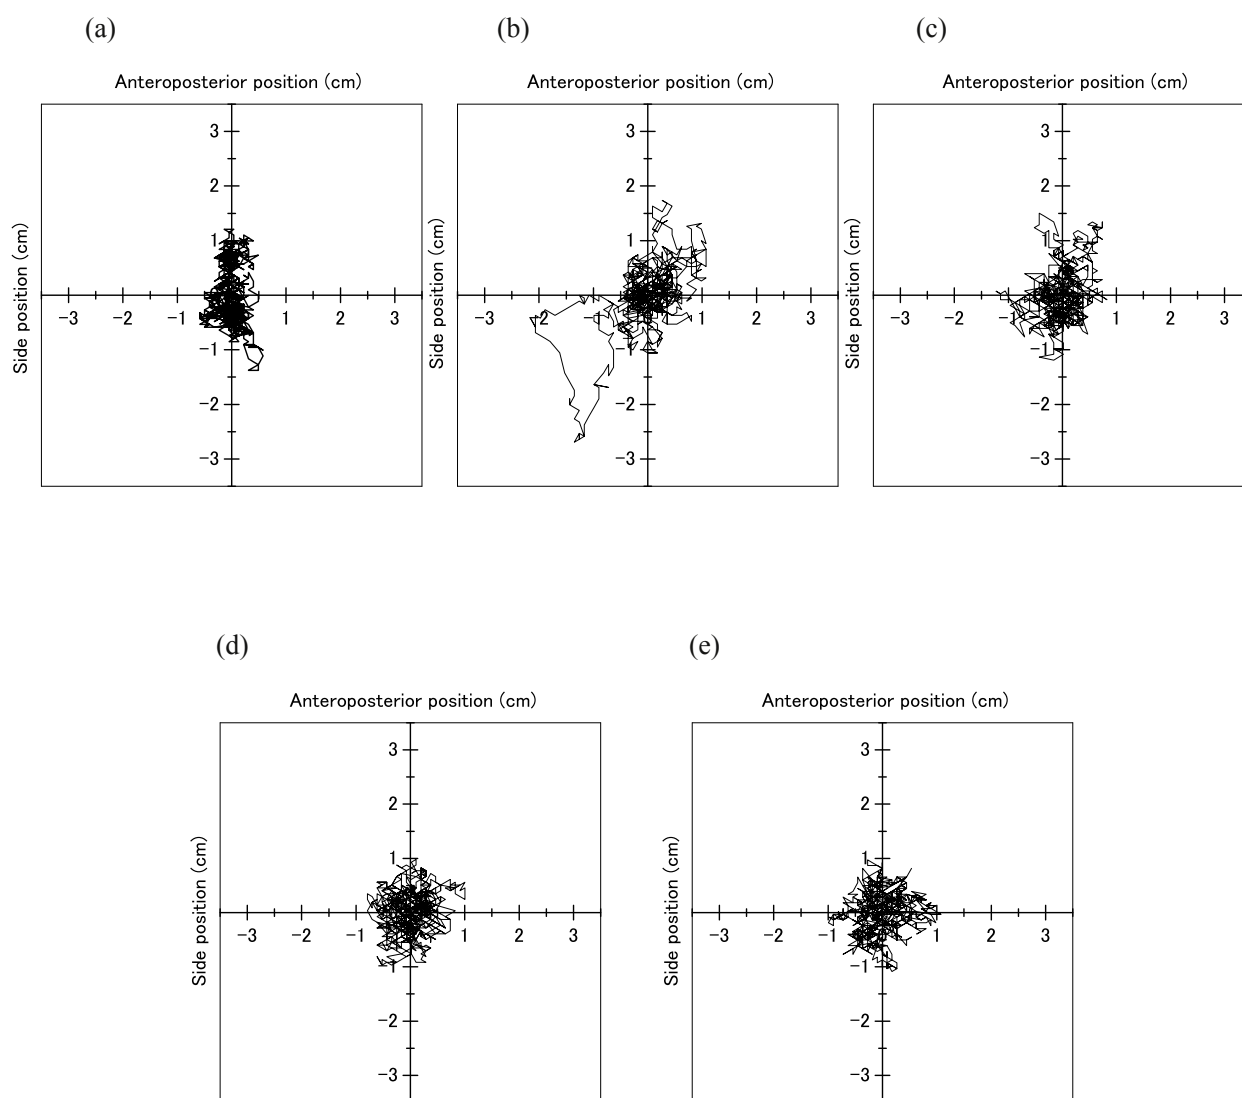 (a) (b) (c)
Anteroposterior position (cm) Anteroposterior position (cm) Anteroposterior position (cm)
Side position (cm)
3
2
1
-3 -2 -1 1 2 3
-1
-2
-3
Side position (cm)
3
2
1
-3 -2 -1 1 2 3
-1
-2
-3
Side position (cm)
3
2
1
-3 -2 -1 1 2 3
-1
-2
-3
(d) (e)
Anteroposterior position (cm) Anteroposterior position (cm)
Side position (cm)
3
2
1
-3 -2 -1 1 2 3
-1
-2
-3
Side position (cm)
3
2
1
-3 -2 -1 1 2 3
-1
-2
-3